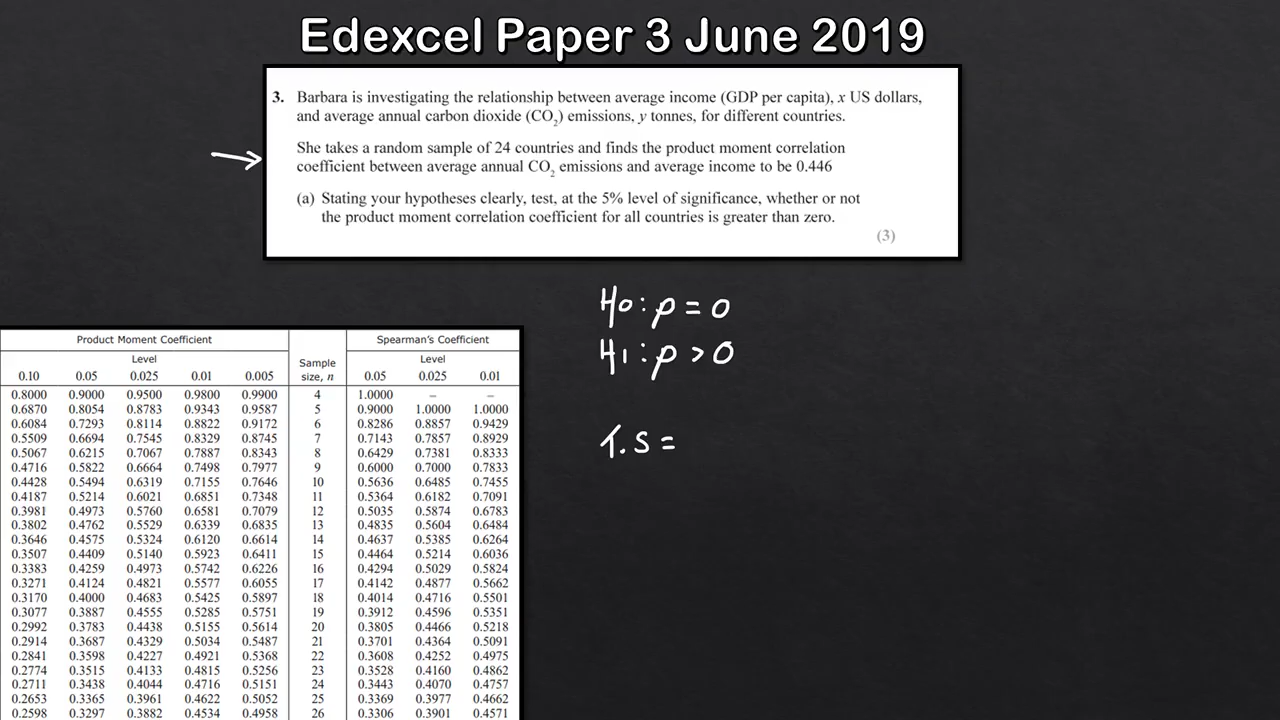 Edexcel Paper 3 June 2019
3. Barbara is investigating the relationship between average income (GDP per capita), x US dollars,
and average annual carbon dioxide (CO₂) emissions, y tonnes, for different countries.
She takes a random sample of 24 countries and finds the product moment correlation
coefficient between average annual CO₂ emissions and average income to be 0.446
(a) Stating your hypotheses clearly, test, at the 5% level of significance, whether or not
the product moment correlation coefficient for all countries is greater than zero.
(3)
H0 : ρ = 0
H1 : ρ > 0
T.S =
Product Moment Coefficient Spearman's Coefficient
Level Sample Level
0.10 0.05 0.025 0.01 0.005 size, n 0.05 0.025 0.01
0.8000 0.9000 0.9500 0.9800 0.9900 4 1.0000 – –
0.6870 0.8054 0.8783 0.9343 0.9587 5 0.9000 1.0000 1.0000
0.6084 0.7293 0.8114 0.8822 0.9172 6 0.8286 0.8857 0.9429
0.5509 0.6694 0.7545 0.8329 0.8745 7 0.7143 0.7857 0.8929
0.5067 0.6215 0.7067 0.7887 0.8343 8 0.6429 0.7381 0.8333
0.4716 0.5822 0.6664 0.7498 0.7977 9 0.6000 0.7000 0.7833
0.4428 0.5494 0.6319 0.7155 0.7646 10 0.5636 0.6485 0.7455
0.4187 0.5214 0.6021 0.6851 0.7348 11 0.5364 0.6182 0.7091
0.3981 0.4973 0.5760 0.6581 0.7079 12 0.5035 0.5874 0.6783
0.3802 0.4762 0.5529 0.6339 0.6835 13 0.4835 0.5604 0.6484
0.3646 0.4575 0.5324 0.6120 0.6614 14 0.4637 0.5385 0.6264
0.3507 0.4409 0.5140 0.5923 0.6411 15 0.4464 0.5214 0.6036
0.3383 0.4259 0.4973 0.5742 0.6226 16 0.4294 0.5029 0.5824
0.3271 0.4124 0.4821 0.5577 0.6055 17 0.4142 0.4877 0.5662
0.3170 0.4000 0.4683 0.5425 0.5897 18 0.4014 0.4716 0.5501
0.3077 0.3887 0.4555 0.5285 0.5751 19 0.3912 0.4596 0.5351
0.2992 0.3783 0.4438 0.5155 0.5614 20 0.3805 0.4466 0.5218
0.2914 0.3687 0.4329 0.5034 0.5487 21 0.3701 0.4364 0.5091
0.2841 0.3598 0.4227 0.4921 0.5368 22 0.3608 0.4252 0.4975
0.2774 0.3515 0.4133 0.4815 0.5256 23 0.3528 0.4160 0.4862
0.2711 0.3438 0.4044 0.4716 0.5151 24 0.3443 0.4070 0.4757
0.2653 0.3365 0.3961 0.4622 0.5052 25 0.3369 0.3977 0.4662
0.2598 0.3297 0.3882 0.4534 0.4958 26 0.3306 0.3901 0.4571